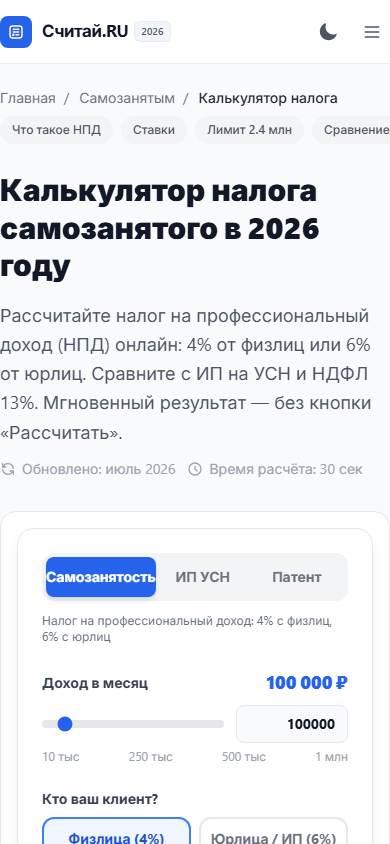 Считай.RU 2026
Главная / Самозанятым / Калькулятор налога
Что такое НПД Ставки Лимит 2.4 млн Сравнение
Калькулятор налога
самозанятого в 2026
году
Рассчитайте налог на профессиональный
доход (НПД) онлайн: 4% от физлиц или 6%
от юрлиц. Сравните с ИП на УСН и НДФЛ
13%. Мгновенный результат — без кнопки
«Рассчитать».
Обновлено: июль 2026 Время расчёта: 30 сек
Самозанятость ИП УСН Патент
Налог на профессиональный доход: 4% с физлиц,
6% с юрлиц
Доход в месяц 100 000 ₽
100000
10 тыс 250 тыс 500 тыс 1 млн
Кто ваш клиент?
Физлица (4%) Юрлица / ИП (6%)